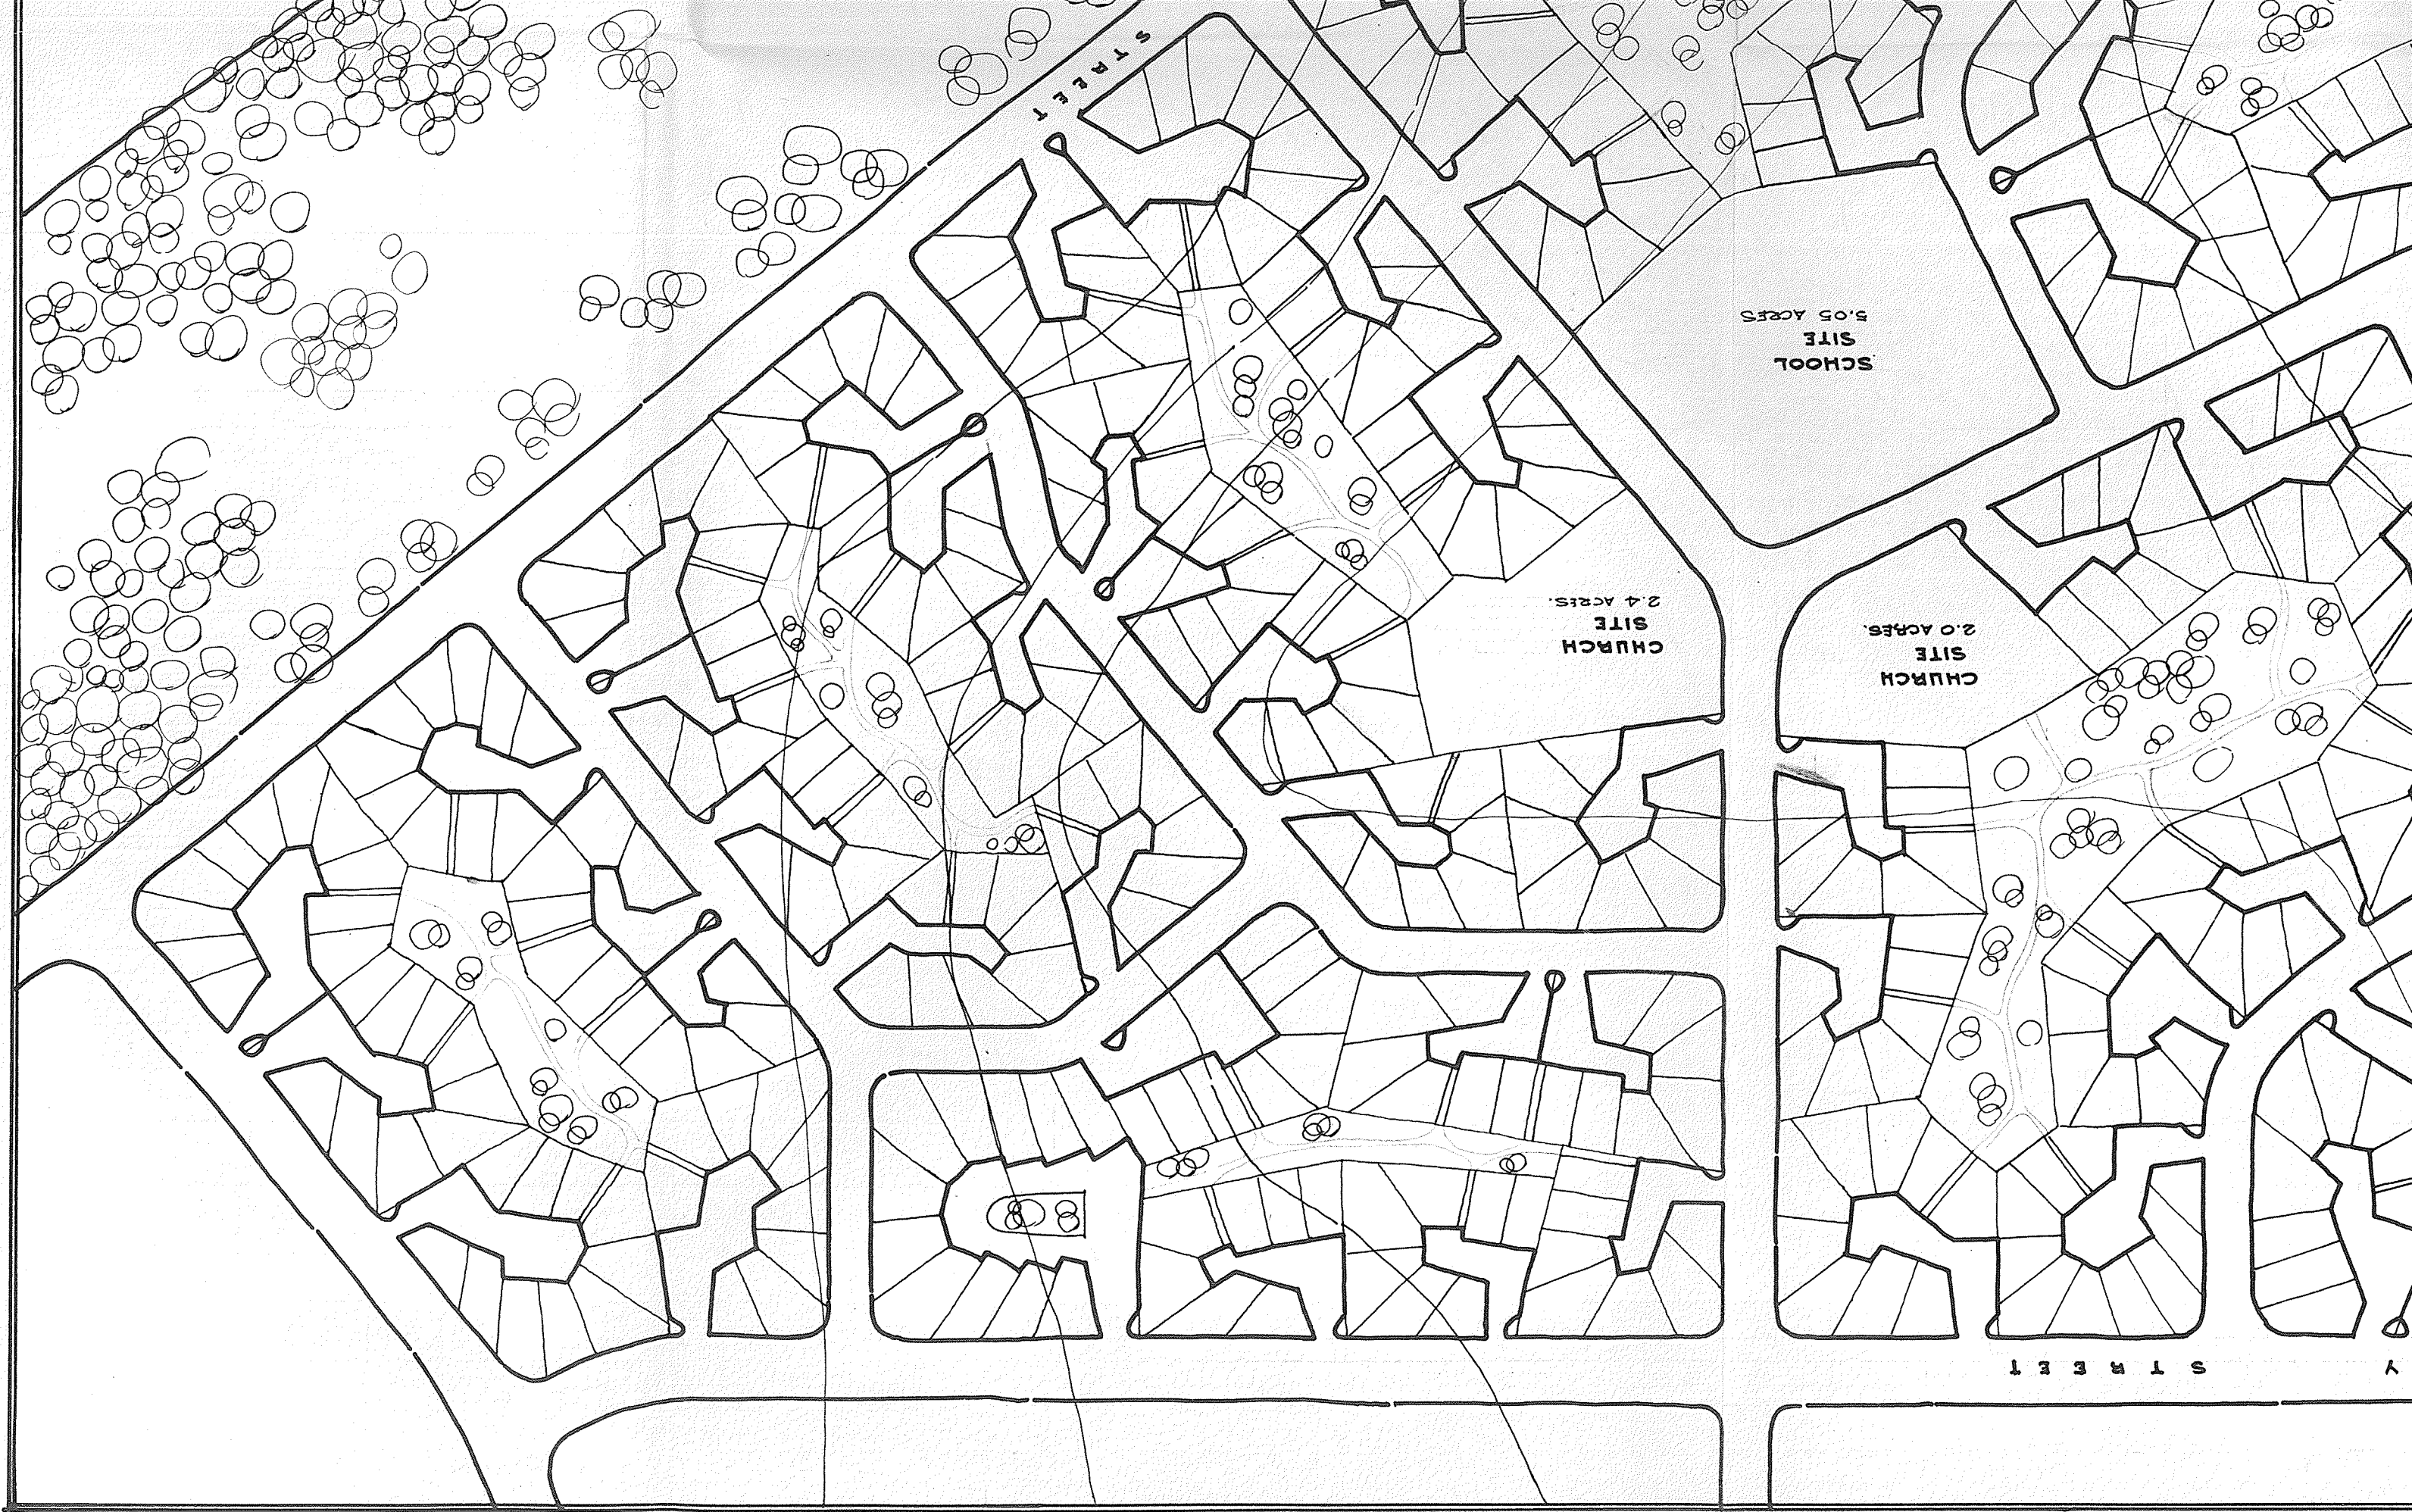 STREET
SCHOOL
SITE
5.05 ACRES
CHURCH
SITE
2.4 ACRES.
CHURCH
SITE
2.0 ACRES.
Y STREET